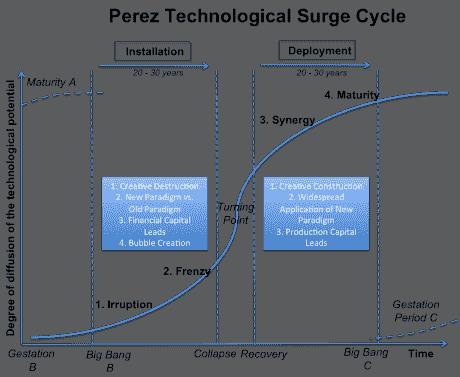 Perez Technological Surge Cycle
Installation
Deployment
20 - 30 years
20 - 30 years
Maturity A
4. Maturity
3. Synergy
1. Creative Destruction
2. New Paradigm vs.
Old Paradigm
3. Financial Capital
Leads
4. Bubble Creation
Turning
Point
1. Creative Construction
2. Widespread
Application of New
Paradigm
3. Production Capital
Leads
2. Frenzy
1. Irruption
Gestation
Period C
Degree of diffusion of the technological potential
Gestation
B
Big Bang
B
Collapse
Recovery
Big Bang
C
Time